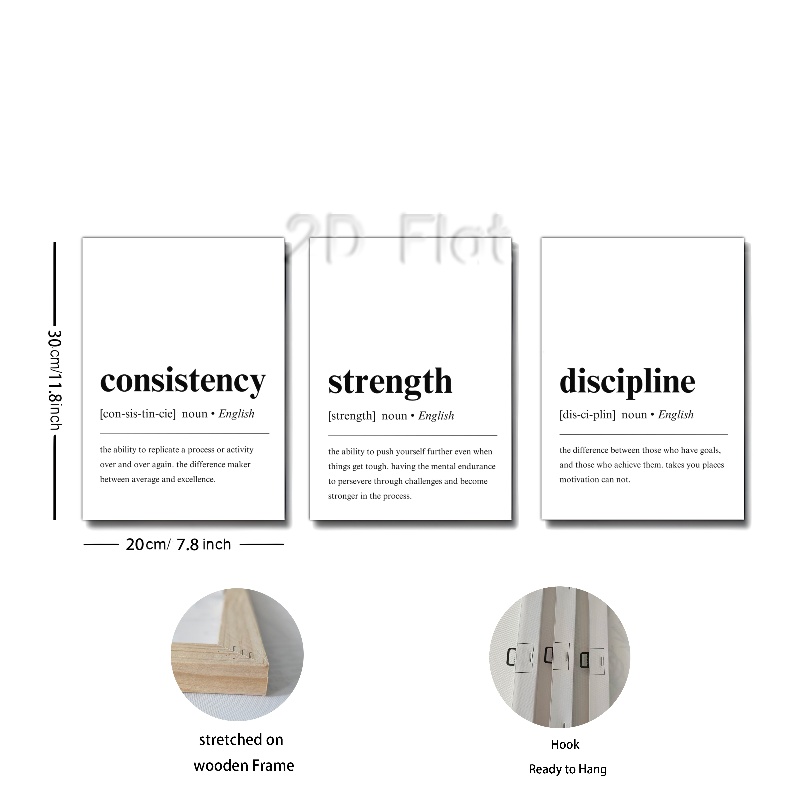 2D Flat
consistency
[con-sis-tin-cie] noun • English
the ability to replicate a process or activity
over and over again. the difference maker
between average and excellence.
strength
[strength] noun • English
the ability to push yourself further even when
things get tough. having the mental endurance
to persevere through challenges and become
stronger in the process.
discipline
[dis-ci-plin] noun • English
the difference between those who have goals,
and those who achieve them. takes you places
motivation can not.
30cm/11.8inch
20cm/ 7.8 inch
stretched on
wooden Frame
Hook
Ready to Hang